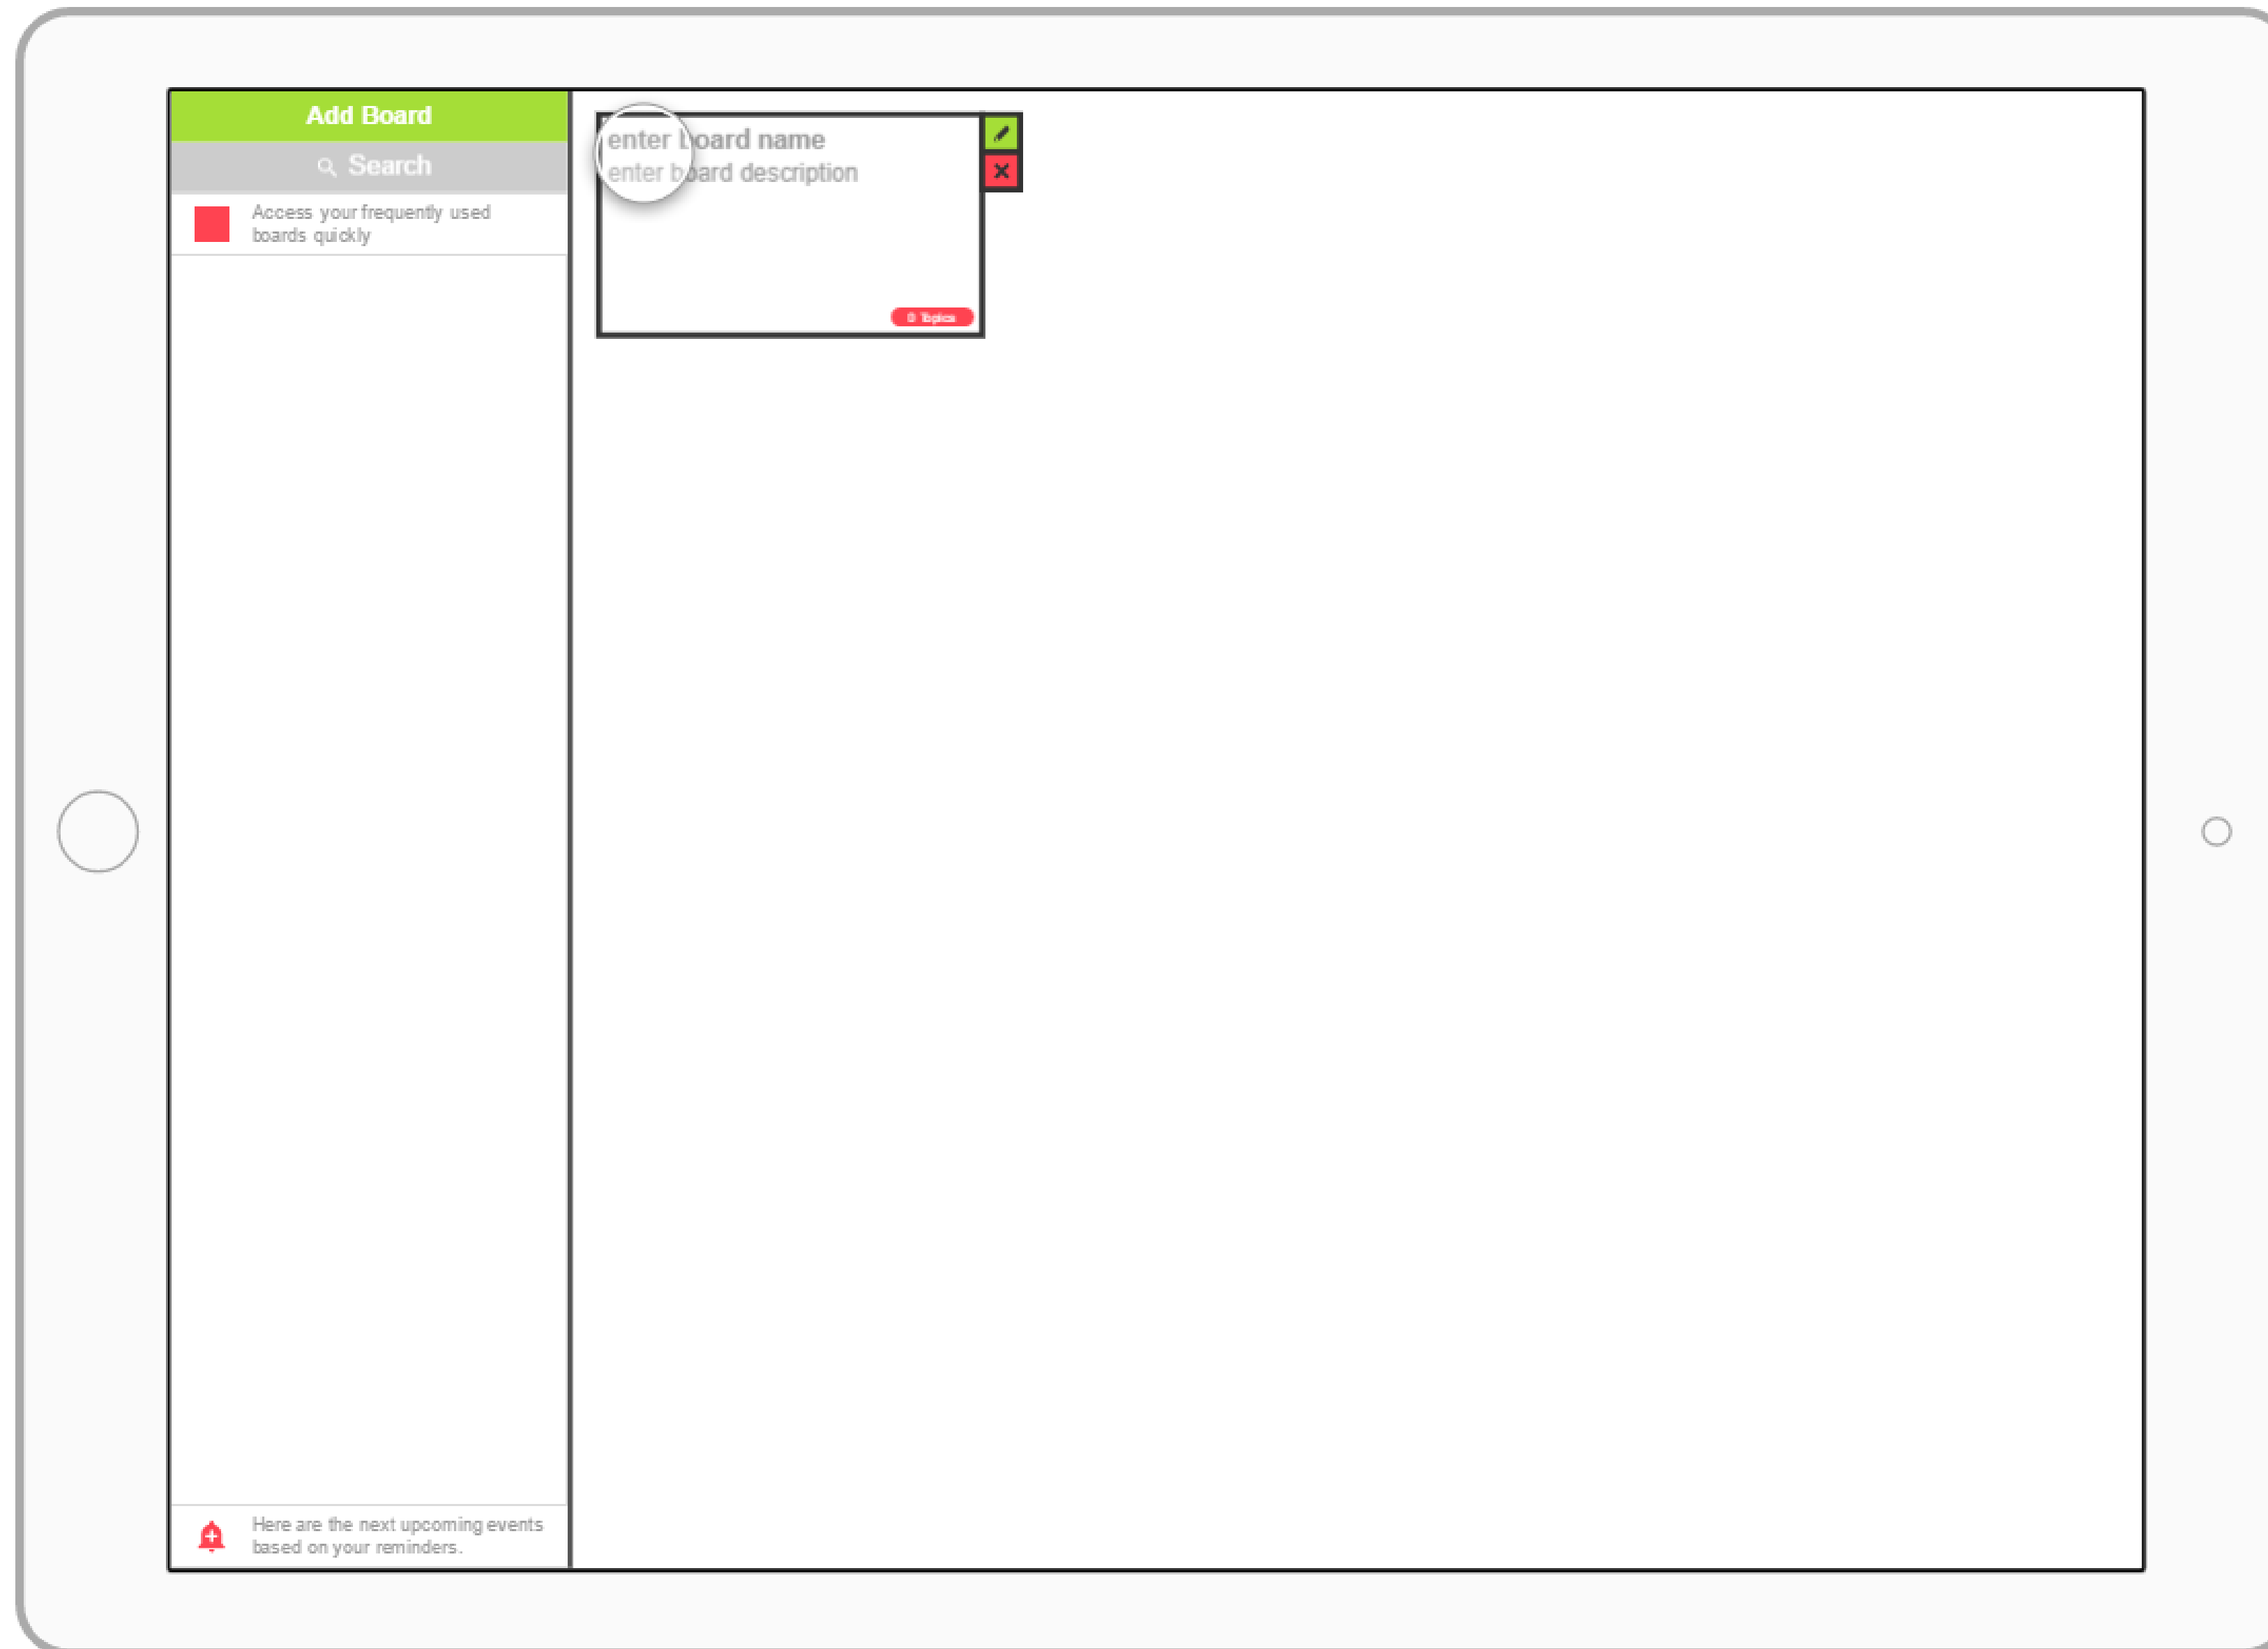 Add Board
Search
Access your frequently used
boards quickly
enter board name
enter board description
0 Topics
Here are the next upcoming events
based on your reminders.